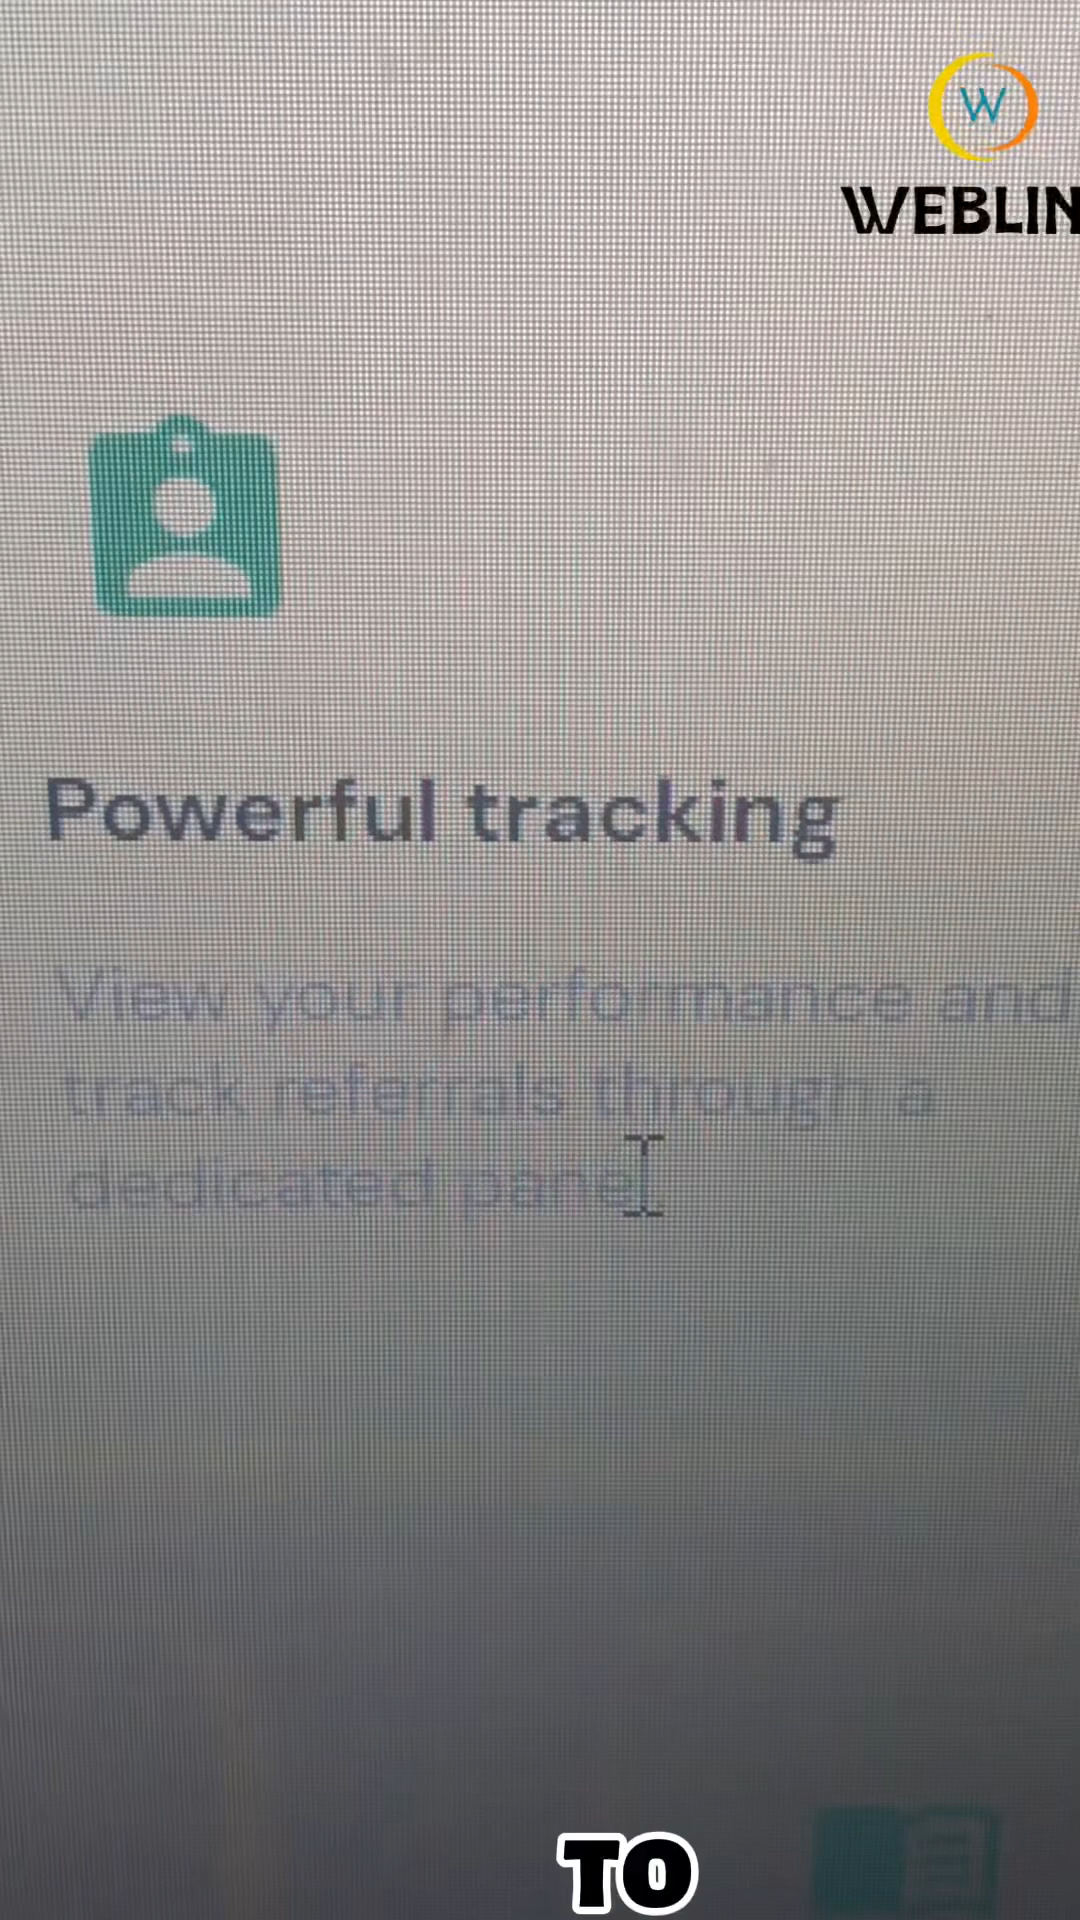 W
WEBLIN
Powerful tracking
View your performance and
track referrals through a
dedicated panel
TO